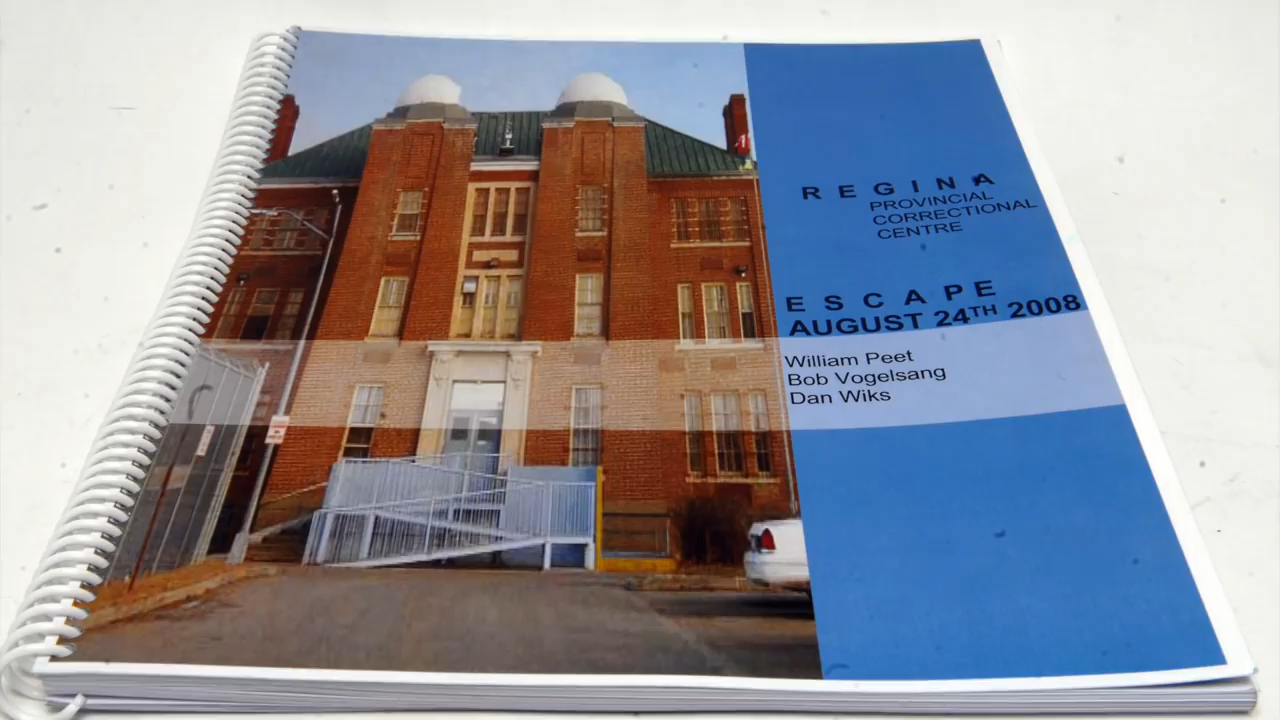 REGINA
PROVINCIAL
CORRECTIONAL
CENTRE
ESCAPE
AUGUST 24TH 2008
William Peet
Bob Vogelsang
Dan Wiks